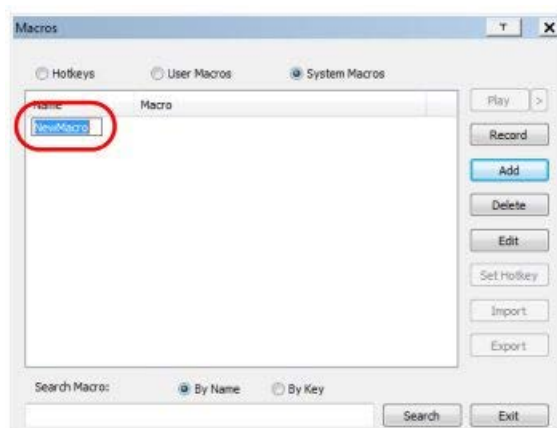 Macros
T X
Hotkeys User Macros System Macros
Name Macro
NewMacro
Play >
Record
Add
Delete
Edit
Set Hotkey
Import
Export
Search Macro: By Name By Key
Search Exit